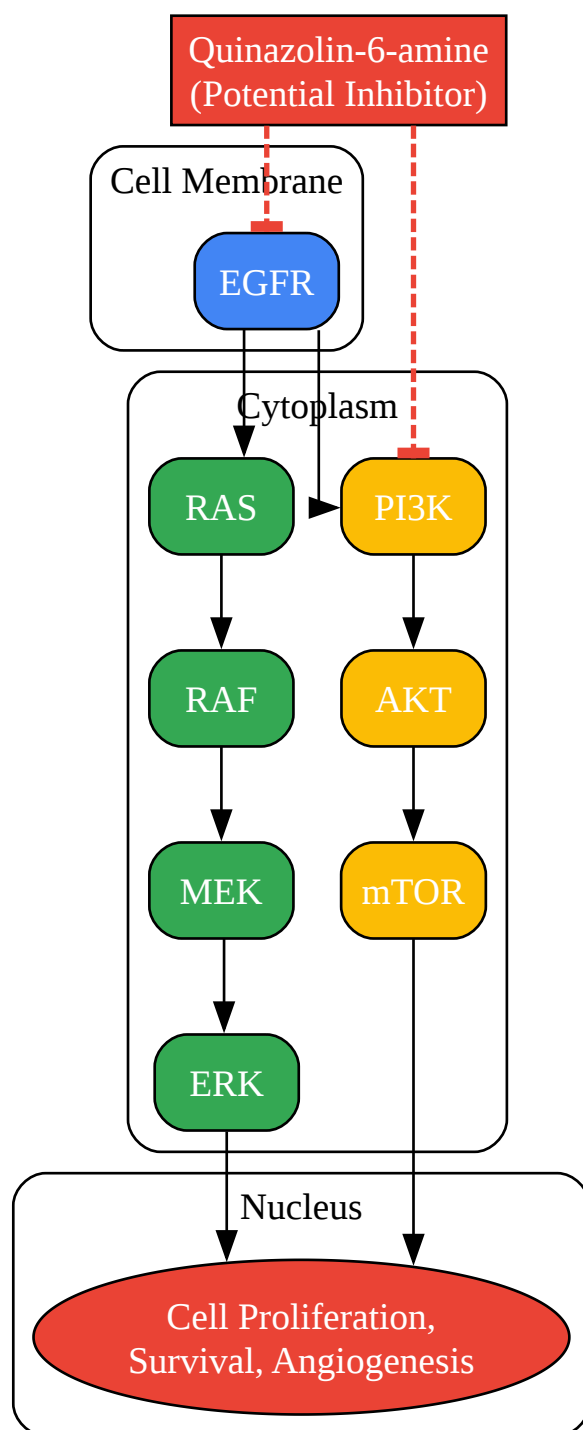 Quinazolin-6-amine
(Potential Inhibitor)
Cell Membrane
EGFR
Cytoplasm
RAS
PI3K
RAF
AKT
MEK
mTOR
ERK
Nucleus
Cell Proliferation,
Survival, Angiogenesis